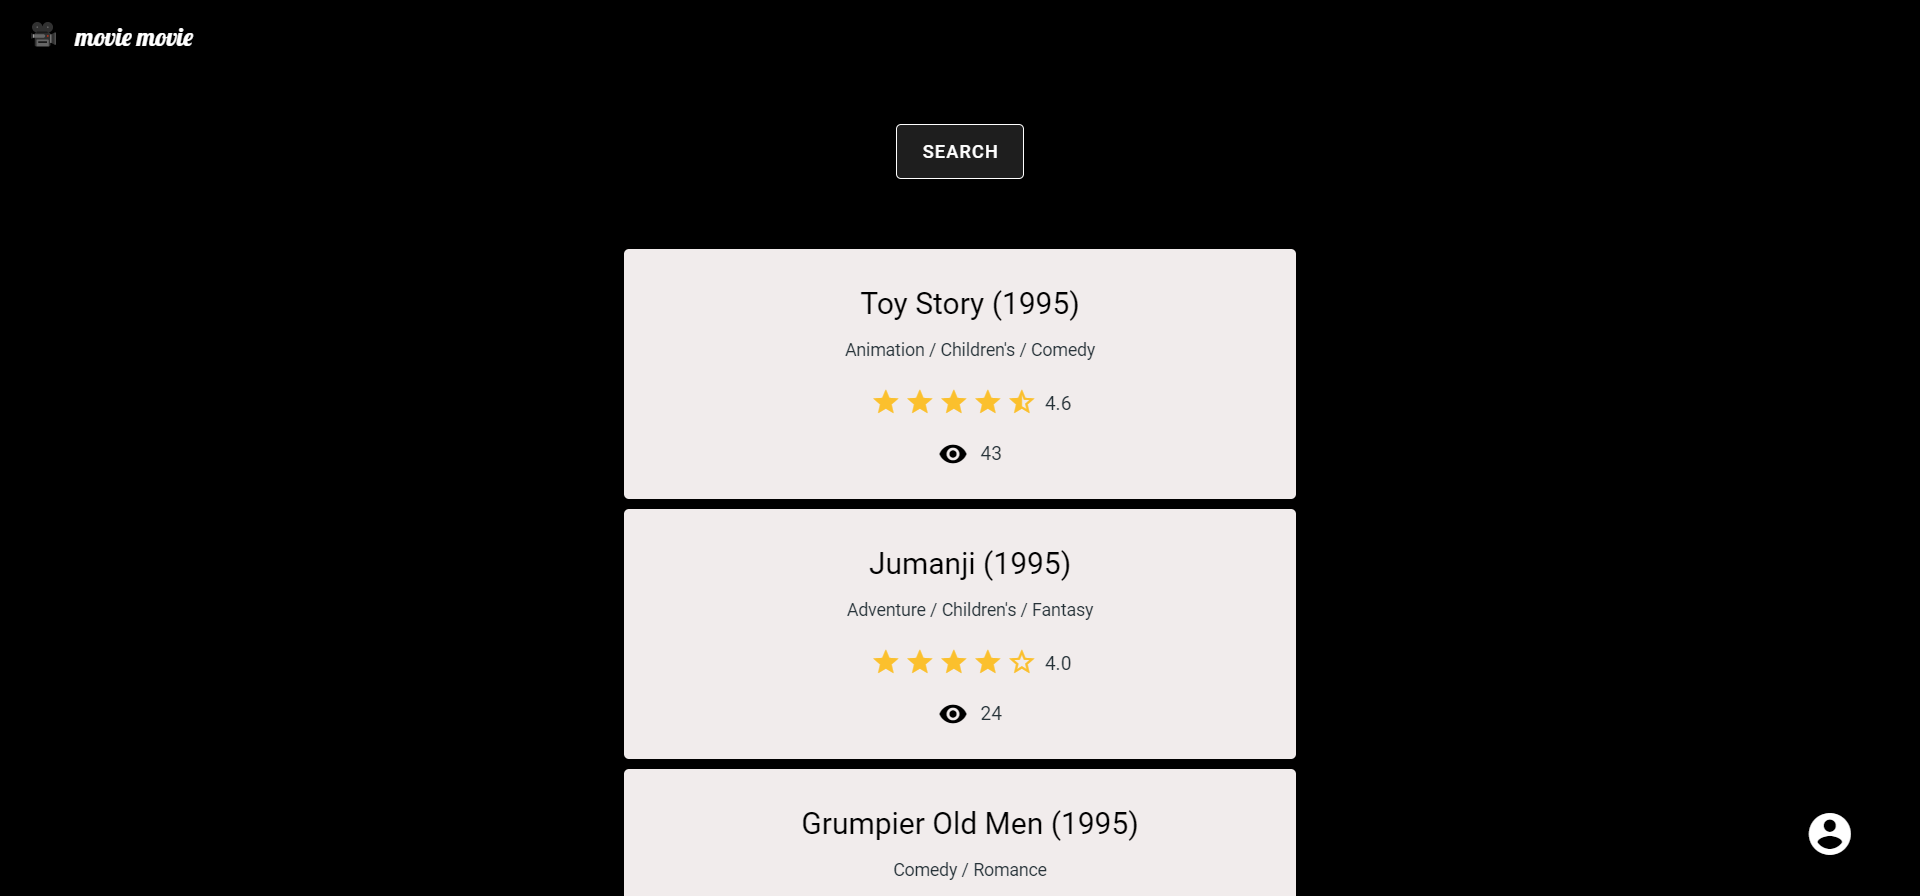 movie movie
SEARCH
Toy Story (1995)
Animation / Children's / Comedy
4.6
43
Jumanji (1995)
Adventure / Children's / Fantasy
4.0
24
Grumpier Old Men (1995)
Comedy / Romance